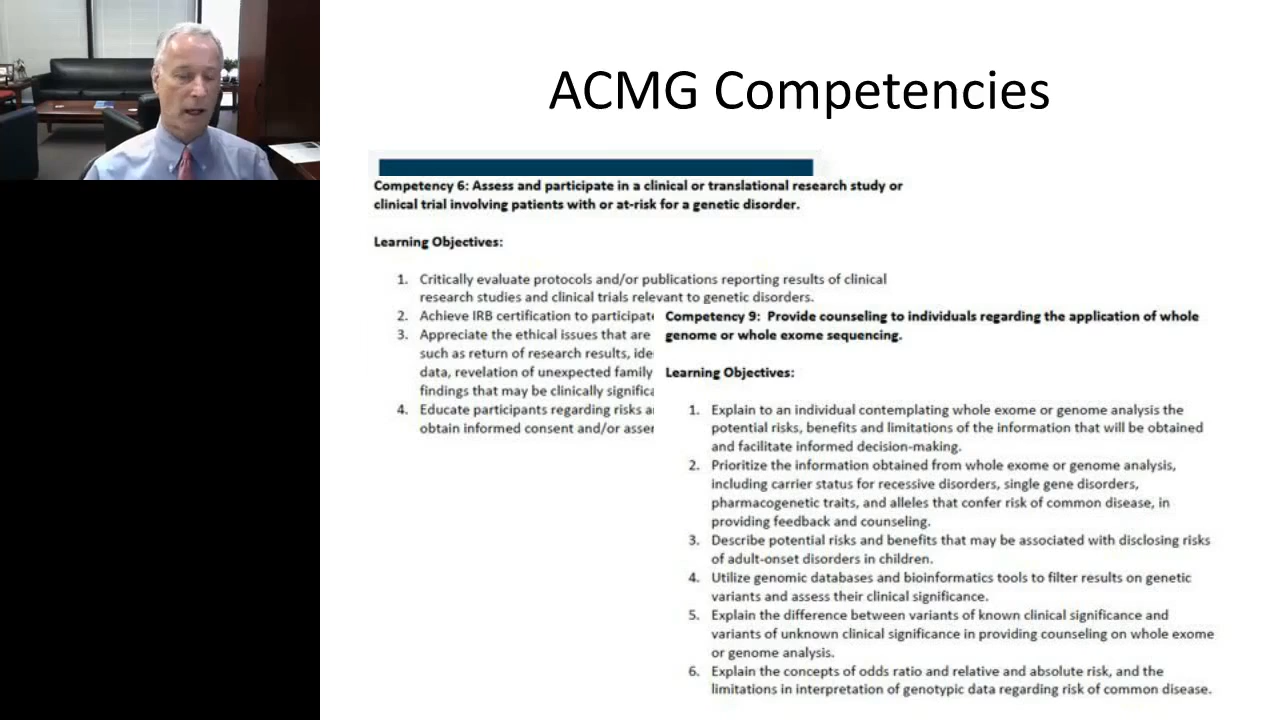 ACMG Competencies
Competency 6: Assess and participate in a clinical or translational research study or
clinical trial involving patients with or at-risk for a genetic disorder.
Learning Objectives:
1. Critically evaluate protocols and/or publications reporting results of clinical
research studies and clinical trials relevant to genetic disorders.
2. Achieve IRB certification to participate
3. Appreciate the ethical issues that are
such as return of research results, ide
data, revelation of unexpected family
findings that may be clinically significa
4. Educate participants regarding risks a
obtain informed consent and/or asser
Competency 9: Provide counseling to individuals regarding the application of whole
genome or whole exome sequencing.
Learning Objectives:
1. Explain to an individual contemplating whole exome or genome analysis the
potential risks, benefits and limitations of the information that will be obtained
and facilitate informed decision-making.
2. Prioritize the information obtained from whole exome or genome analysis,
including carrier status for recessive disorders, single gene disorders,
pharmacogenetic traits, and alleles that confer risk of common disease, in
providing feedback and counseling.
3. Describe potential risks and benefits that may be associated with disclosing risks
of adult-onset disorders in children.
4. Utilize genomic databases and bioinformatics tools to filter results on genetic
variants and assess their clinical significance.
5. Explain the difference between variants of known clinical significance and
variants of unknown clinical significance in providing counseling on whole exome
or genome analysis.
6. Explain the concepts of odds ratio and relative and absolute risk, and the
limitations in interpretation of genotypic data regarding risk of common disease.